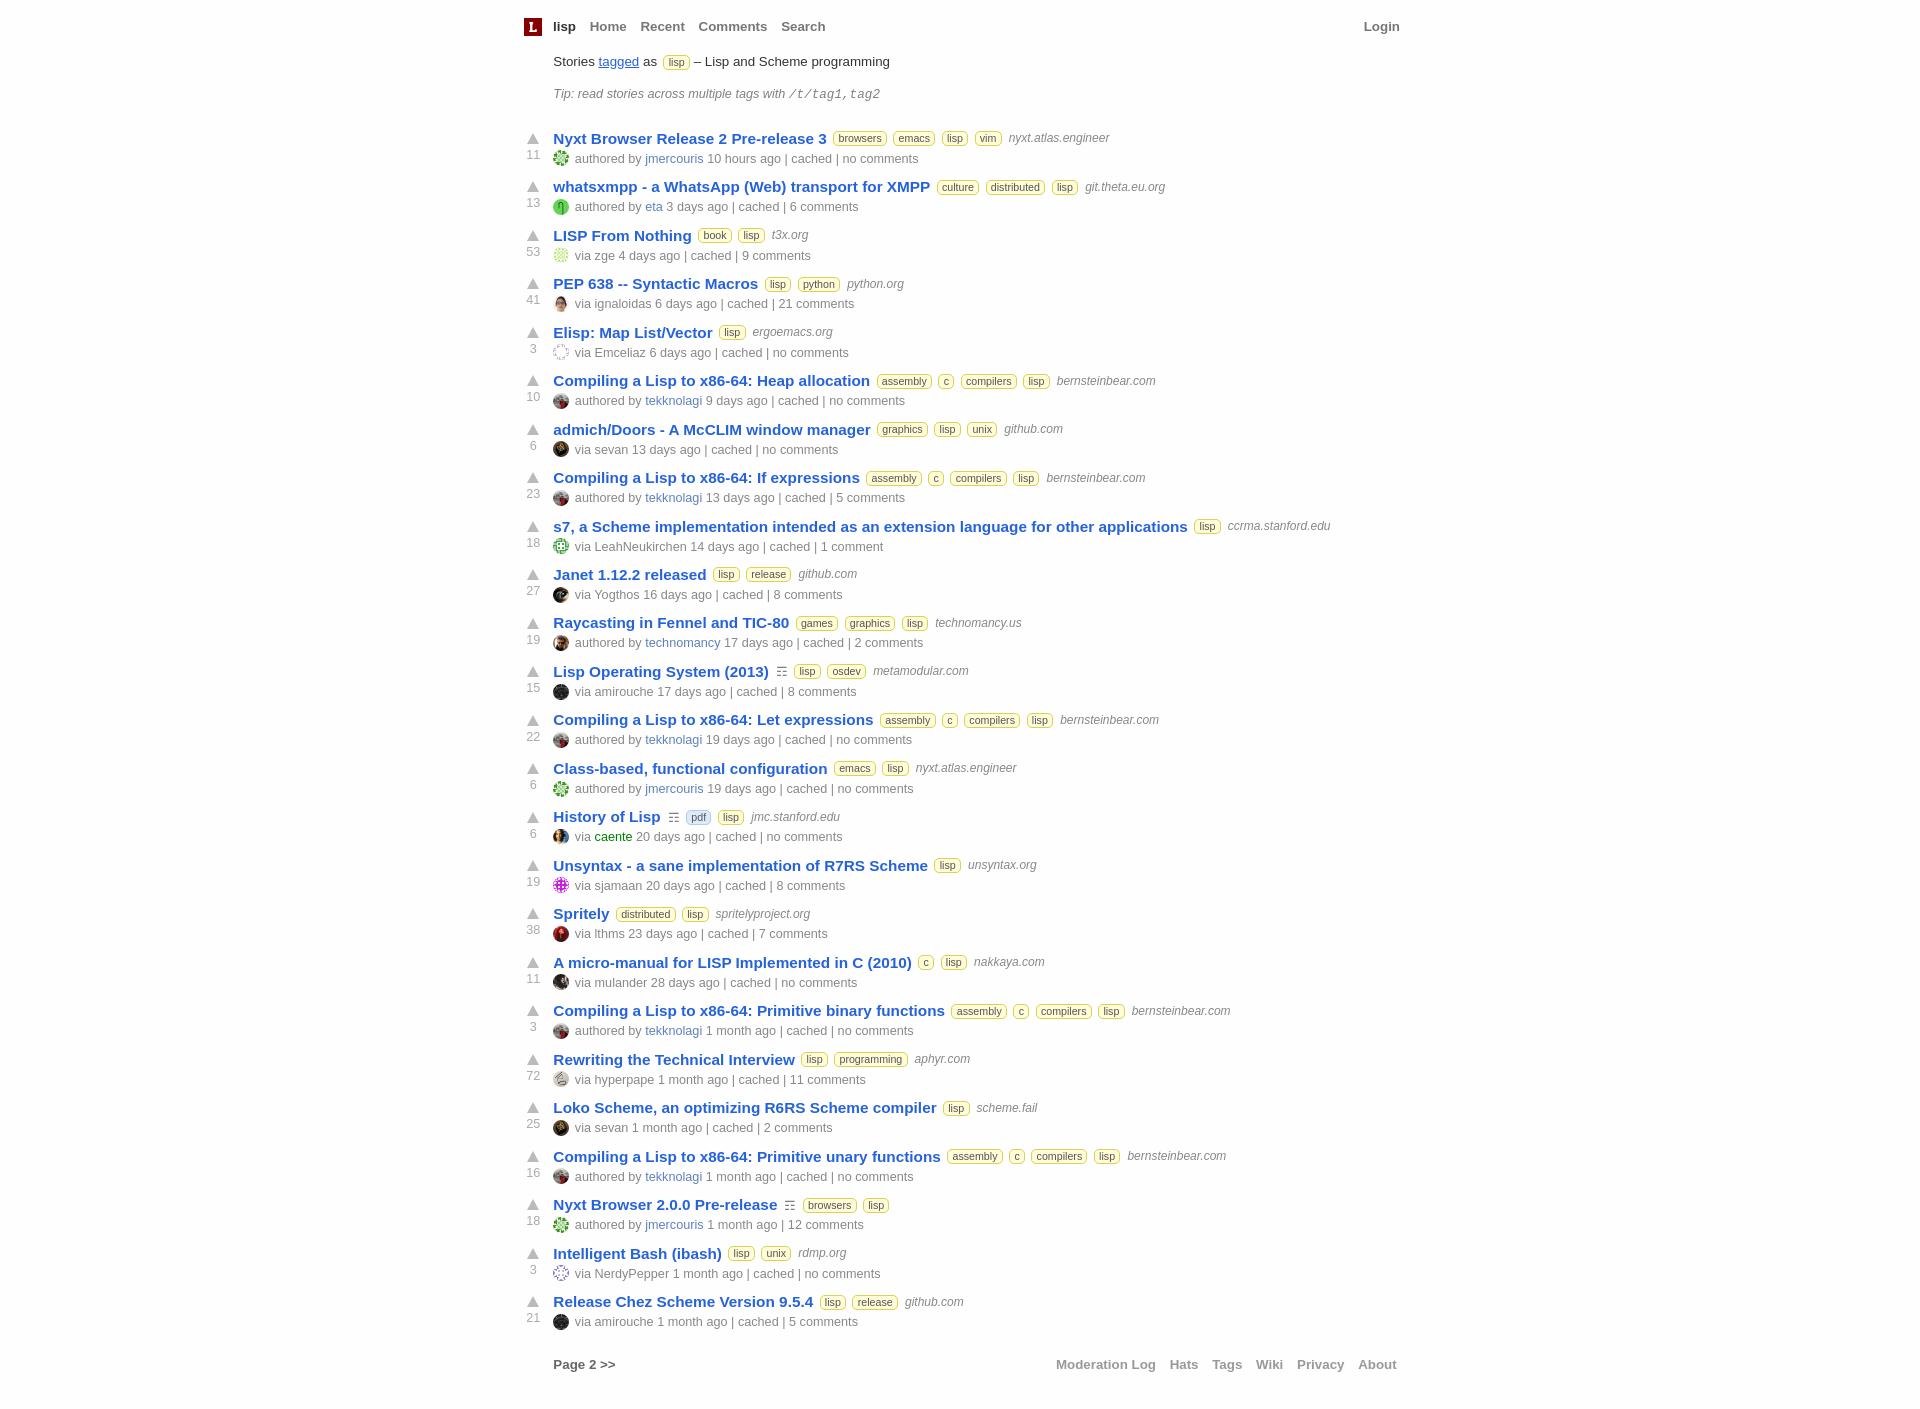 L lisp Home Recent Comments Search Login
Stories tagged as lisp – Lisp and Scheme programming
Tip: read stories across multiple tags with /t/tag1,tag2
Nyxt Browser Release 2 Pre-release 3 browsers emacs lisp vim nyxt.atlas.engineer
11 authored by jmercouris 10 hours ago | cached | no comments
whatsxmpp - a WhatsApp (Web) transport for XMPP culture distributed lisp git.theta.eu.org
13 authored by eta 3 days ago | cached | 6 comments
LISP From Nothing book lisp t3x.org
53 via zge 4 days ago | cached | 9 comments
PEP 638 -- Syntactic Macros lisp python python.org
41 via ignaloidas 6 days ago | cached | 21 comments
Elisp: Map List/Vector lisp ergoemacs.org
3 via Emceliaz 6 days ago | cached | no comments
Compiling a Lisp to x86-64: Heap allocation assembly c compilers lisp bernsteinbear.com
10 authored by tekknolagi 9 days ago | cached | no comments
admich/Doors - A McCLIM window manager graphics lisp unix github.com
6 via sevan 13 days ago | cached | no comments
Compiling a Lisp to x86-64: If expressions assembly c compilers lisp bernsteinbear.com
23 authored by tekknolagi 13 days ago | cached | 5 comments
s7, a Scheme implementation intended as an extension language for other applications lisp ccrma.stanford.edu
18 via LeahNeukirchen 14 days ago | cached | 1 comment
Janet 1.12.2 released lisp release github.com
27 via Yogthos 16 days ago | cached | 8 comments
Raycasting in Fennel and TIC-80 games graphics lisp technomancy.us
19 authored by technomancy 17 days ago | cached | 2 comments
Lisp Operating System (2013) ☶ lisp osdev metamodular.com
15 via amirouche 17 days ago | cached | 8 comments
Compiling a Lisp to x86-64: Let expressions assembly c compilers lisp bernsteinbear.com
22 authored by tekknolagi 19 days ago | cached | no comments
Class-based, functional configuration emacs lisp nyxt.atlas.engineer
6 authored by jmercouris 19 days ago | cached | no comments
History of Lisp ☶ pdf lisp jmc.stanford.edu
6 via caente 20 days ago | cached | no comments
Unsyntax - a sane implementation of R7RS Scheme lisp unsyntax.org
19 via sjamaan 20 days ago | cached | 8 comments
Spritely distributed lisp spritelyproject.org
38 via lthms 23 days ago | cached | 7 comments
A micro-manual for LISP Implemented in C (2010) c lisp nakkaya.com
11 via mulander 28 days ago | cached | no comments
Compiling a Lisp to x86-64: Primitive binary functions assembly c compilers lisp bernsteinbear.com
3 authored by tekknolagi 1 month ago | cached | no comments
Rewriting the Technical Interview lisp programming aphyr.com
72 via hyperpape 1 month ago | cached | 11 comments
Loko Scheme, an optimizing R6RS Scheme compiler lisp scheme.fail
25 via sevan 1 month ago | cached | 2 comments
Compiling a Lisp to x86-64: Primitive unary functions assembly c compilers lisp bernsteinbear.com
16 authored by tekknolagi 1 month ago | cached | no comments
Nyxt Browser 2.0.0 Pre-release ☶ browsers lisp
18 authored by jmercouris 1 month ago | 12 comments
Intelligent Bash (ibash) lisp unix rdmp.org
3 via NerdyPepper 1 month ago | cached | no comments
Release Chez Scheme Version 9.5.4 lisp release github.com
21 via amirouche 1 month ago | cached | 5 comments
Page 2 >> Moderation Log Hats Tags Wiki Privacy About